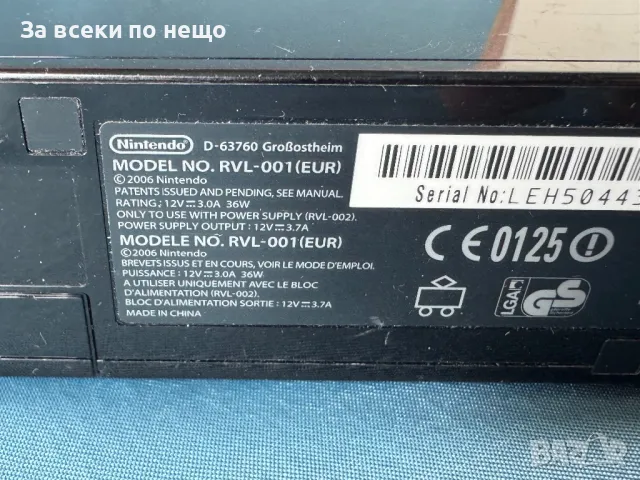 За всеки по нещо
Nintendo D-63760 Großostheim
MODEL NO. RVL-001(EUR)
©2006 Nintendo
PATENTS ISSUED AND PENDING, SEE MANUAL.
RATING : 12V⎓3.0A 36W
ONLY TO USE WITH POWER SUPPLY (RVL-002).
POWER SUPPLY OUTPUT : 12V⎓3.7A
MODELE NO. RVL-001(EUR)
©2006 Nintendo
BREVETS ISSUS ET EN COURS, VOIR LE MODE D'EMPLOI.
PUISSANCE : 12V⎓3.0A 36W
A UTILISER UNIQUEMENT AVEC LE BLOC
D'ALIMENTATION (RVL-002).
BLOC D'ALIMENTATION SORTIE : 12V⎓3.7A
MADE IN CHINA
Serial No: LEH50443
CE0125
LGA
GS
BAZAR